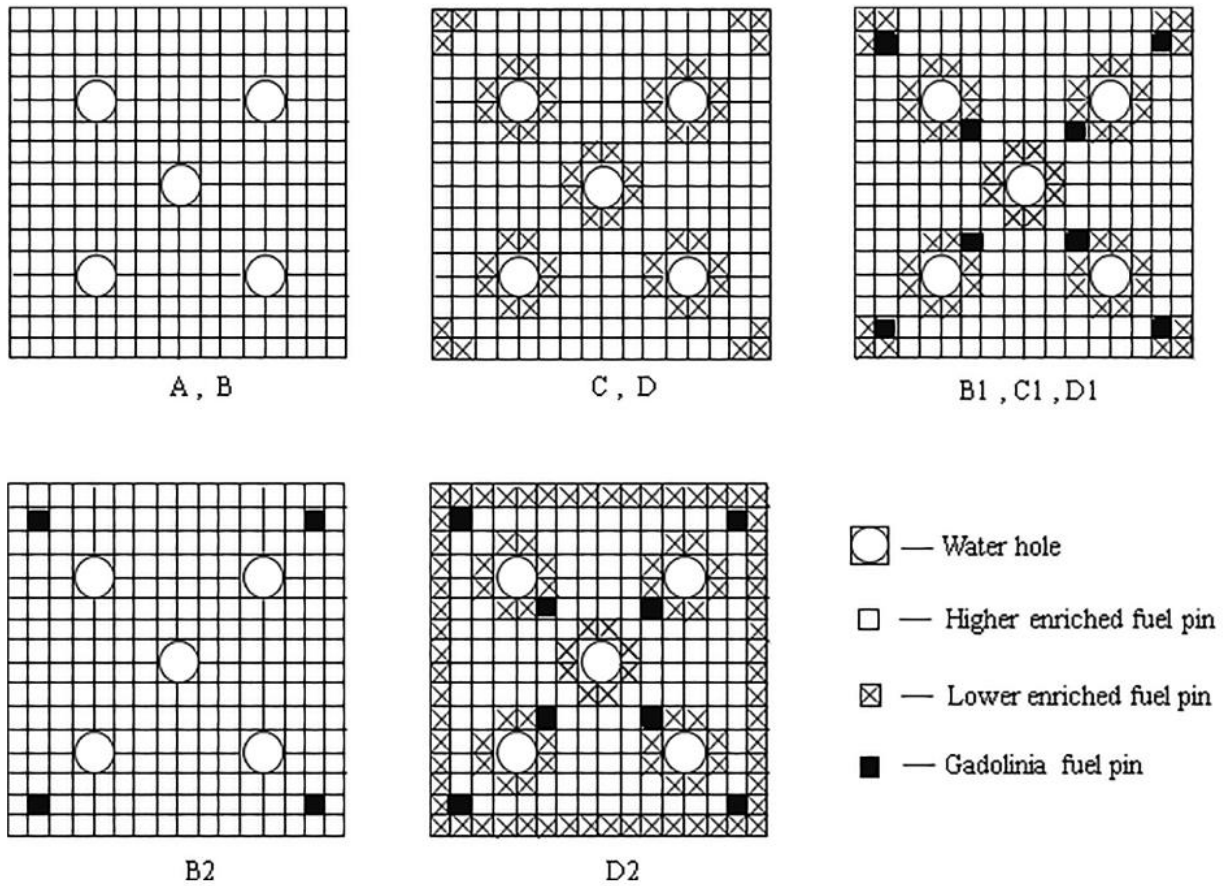 A , B
C , D
B1 , C1 , D1
B2
D2
— Water hole
— Higher enriched fuel pin
— Lower enriched fuel pin
— Gadolinia fuel pin